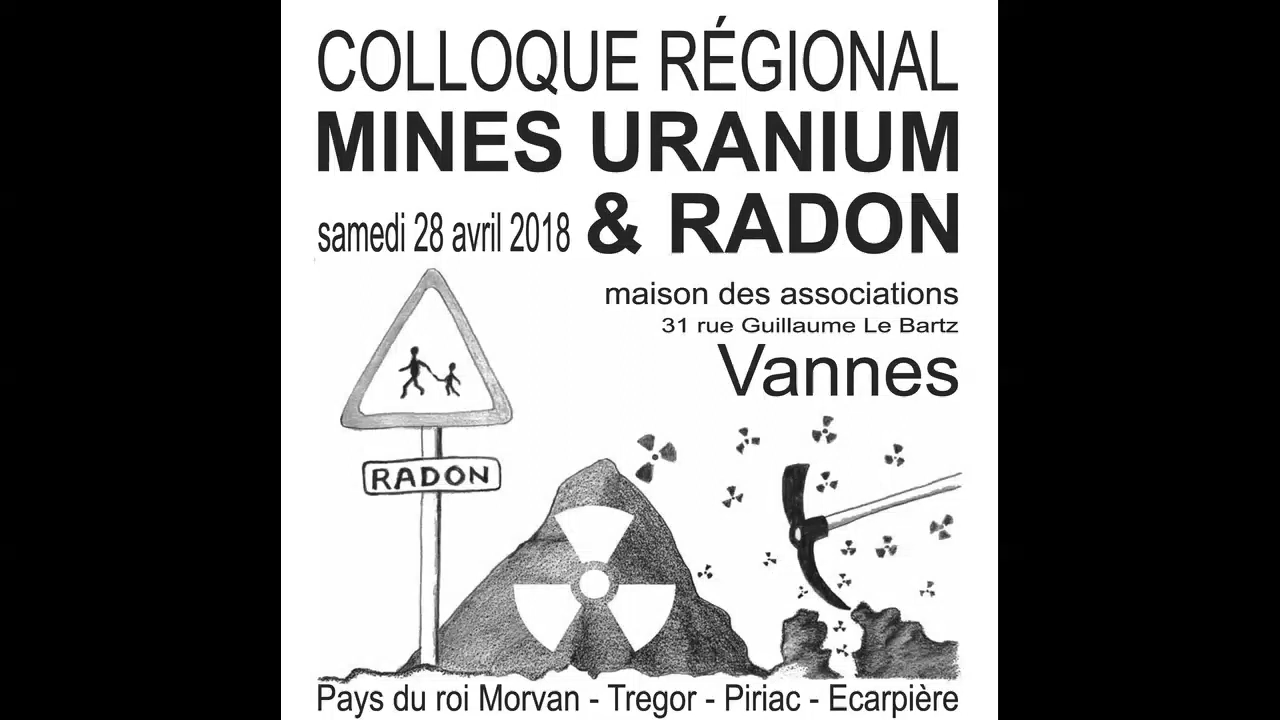 COLLOQUE RÉGIONAL
MINES URANIUM
samedi 28 avril 2018 & RADON
maison des associations
31 rue Guillaume Le Bartz
Vannes
RADON
Pays du roi Morvan - Tregor - Piriac - Ecarpière